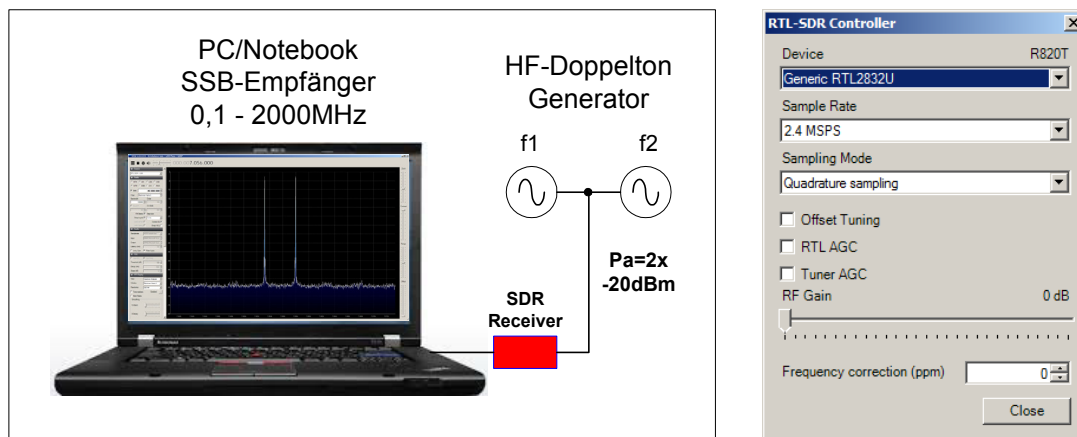 PC/Notebook
SSB-Empfänger
0,1 - 2000MHz
HF-Doppelton
Generator
f1
f2
Pa=2x
-20dBm
SDR
Receiver
RTL-SDR Controller
Device
R820T
Generic RTL2832U
Sample Rate
2.4 MSPS
Sampling Mode
Quadrature sampling
Offset Tuning
RTL AGC
Tuner AGC
RF Gain
0 dB
Frequency correction (ppm)
0
Close